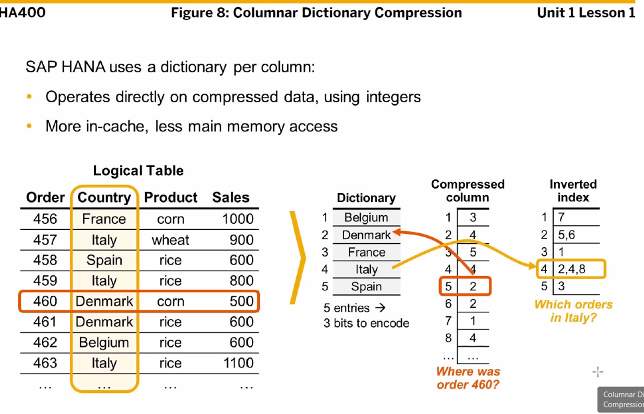 HA400 Figure 8: Columnar Dictionary Compression Unit 1 Lesson 1
SAP HANA uses a dictionary per column:
• Operates directly on compressed data, using integers
• More in-cache, less main memory access
Logical Table
Order Country Product Sales
456 France corn 1000
457 Italy wheat 900
458 Spain rice 600
459 Italy rice 800
460 Denmark corn 500
461 Denmark rice 600
462 Belgium rice 600
463 Italy rice 1100
... ... ... ...
Dictionary
1 Belgium
2 Denmark
3 France
4 Italy
5 Spain
5 entries →
3 bits to encode
Compressed
column
1 3
2 4
3 5
4 4
5 2
6 2
7 1
8 4
... ...
Where was
order 460?
Inverted
index
1 7
2 5,6
3 1
4 2,4,8
5 3
Which orders
in Italy?
Columnar Di
Compression